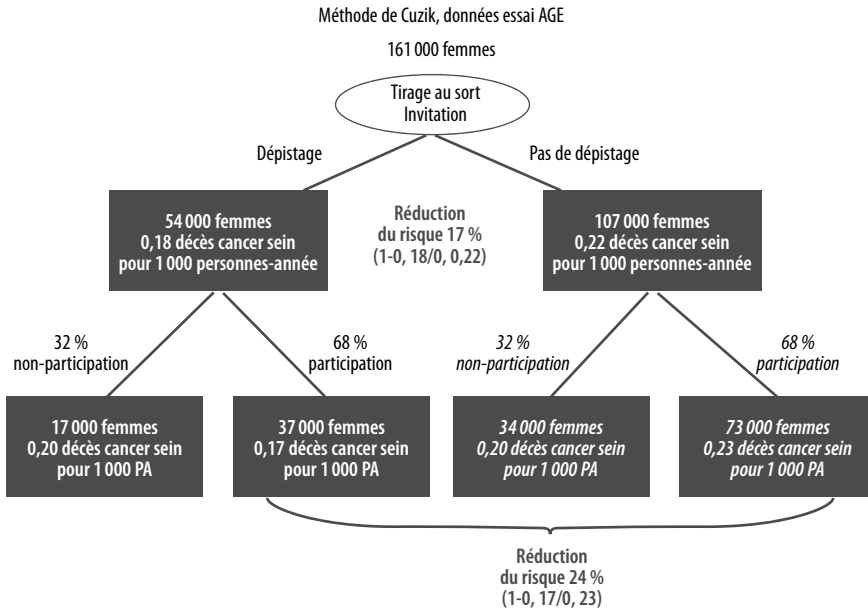 Méthode de Cuzik, données essai AGE
161 000 femmes
Tirage au sort
Invitation
Dépistage
Pas de dépistage
54 000 femmes
0,18 décès cancer sein
pour 1 000 personnes-année
Réduction
du risque 17 %
(1-0, 18/0, 0,22)
107 000 femmes
0,22 décès cancer sein
pour 1 000 personnes-année
32 %
non-participation
68 %
participation
32 %
non-participation
68 %
participation
17 000 femmes
0,20 décès cancer sein
pour 1 000 PA
37 000 femmes
0,17 décès cancer sein
pour 1 000 PA
34 000 femmes
0,20 décès cancer sein
pour 1 000 PA
73 000 femmes
0,23 décès cancer sein
pour 1 000 PA
Réduction
du risque 24 %
(1-0, 17/0, 23)